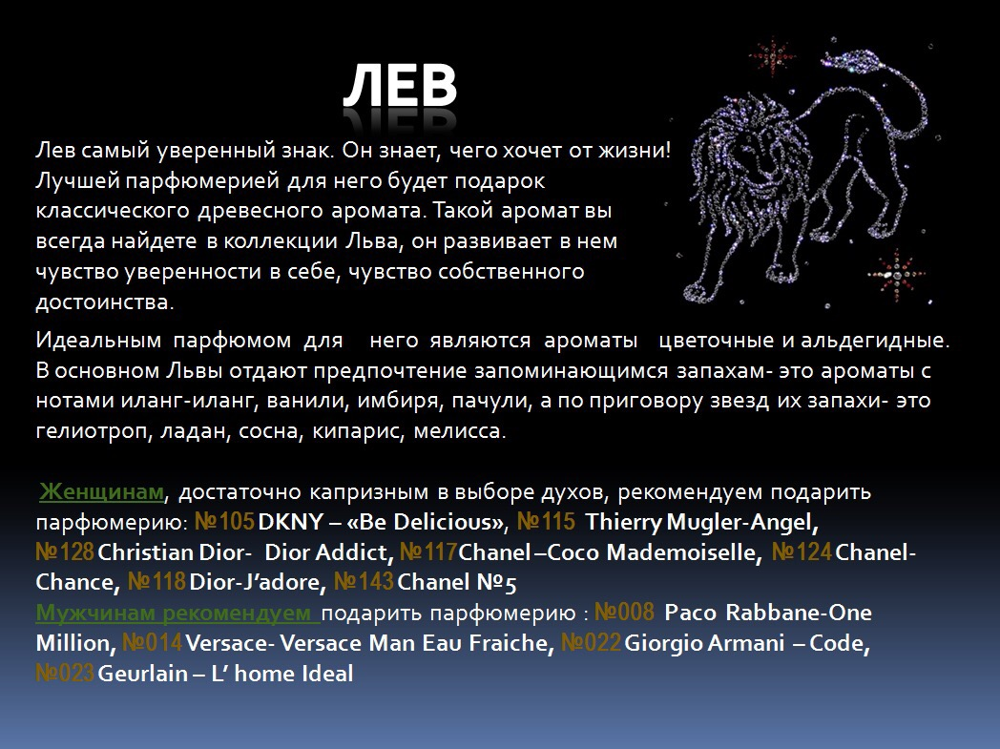 ЛЕВ
Лев самый уверенный знак. Он знает, чего хочет от жизни!
Лучшей парфюмерией для него будет подарок
классического древесного аромата. Такой аромат вы
всегда найдете в коллекции Льва, он развивает в нем
чувство уверенности в себе, чувство собственного
достоинства.
Идеальным парфюмом для него являются ароматы цветочные и альдегидные.
В основном Львы отдают предпочтение запоминающимся запахам- это ароматы с
нотами иланг-иланг, ванили, имбиря, пачули, а по приговору звезд их запахи- это
гелиотроп, ладан, сосна, кипарис, мелисса.
Женщинам, достаточно капризным в выборе духов, рекомендуем подарить
парфюмерию: №105 DKNY – «Be Delicious», №115 Thierry Mugler-Angel,
№128 Christian Dior- Dior Addict, №117Chanel –Coco Mademoiselle, №124 Chanel-
Chance, №118 Dior-J’adore, №143 Chanel №5
Мужчинам рекомендуем подарить парфюмерию : №008 Paco Rabbane-One
Million, №014 Versace- Versace Man Eau Fraiche, №022 Giorgio Armani – Code,
№023 Geurlain – L’ home Ideal